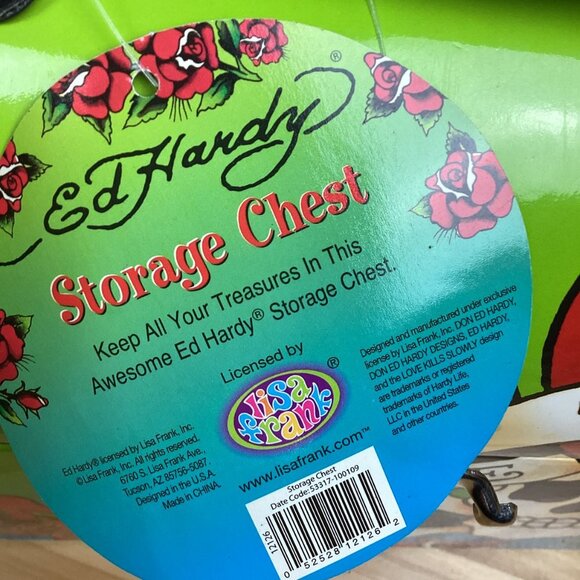 Ed Hardy®
Storage Chest
Keep All Your Treasures In This
Awesome Ed Hardy® Storage Chest.
Licensed by
lisa
frank
®
www.lisafrank.com™
Ed Hardy® licensed by Lisa Frank, Inc.
© Lisa Frank, Inc. All rights reserved.
6760 S. Lisa Frank Ave.,
Tucson, AZ 85756-5087
Designed in the U.S.A.
Made in CHINA.
Designed and manufactured under exclusive
license by Lisa Frank, Inc. DON ED HARDY,
DON ED HARDY DESIGNS, ED HARDY,
and the LOVE KILLS SLOWLY design
are trademarks or registered
trademarks of Hardy Life,
LLC in the United States
and other countries.
Storage Chest
Date Code:53317-100109
12126
0 52528 12126 2